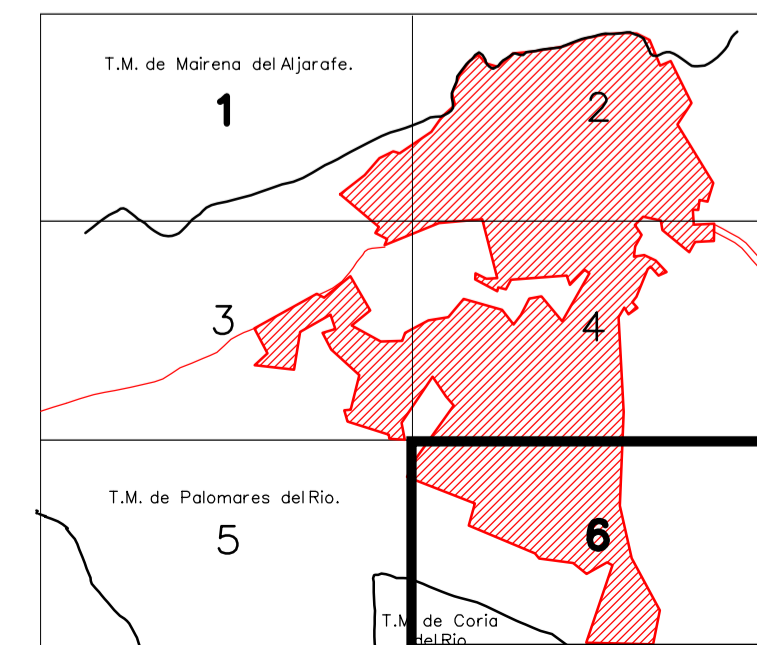 T.M. de Mairena del Aljarafe.
1
2
3
4
T.M. de Palomares del Rio.
5
6
T.M. de Coria
del Rio